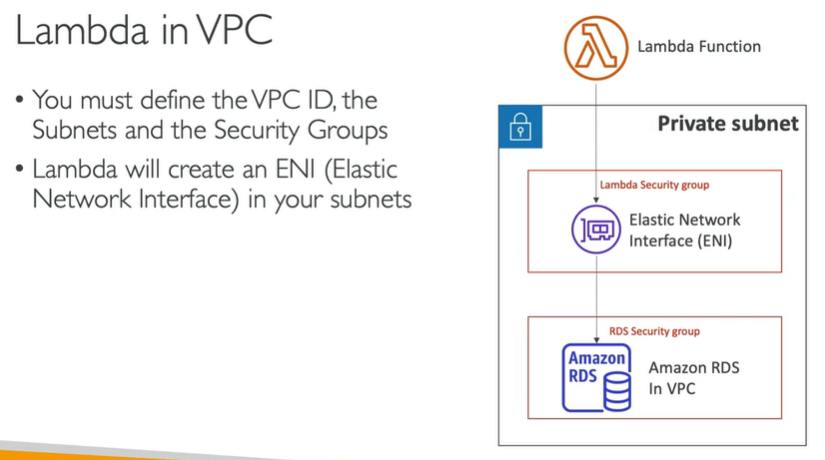 Lambda in VPC
• You must define the VPC ID, the
Subnets and the Security Groups
• Lambda will create an ENI (Elastic
Network Interface) in your subnets
Lambda Function
Private subnet
Lambda Security group
Elastic Network
Interface (ENI)
RDS Security group
Amazon
RDS
Amazon RDS
In VPC